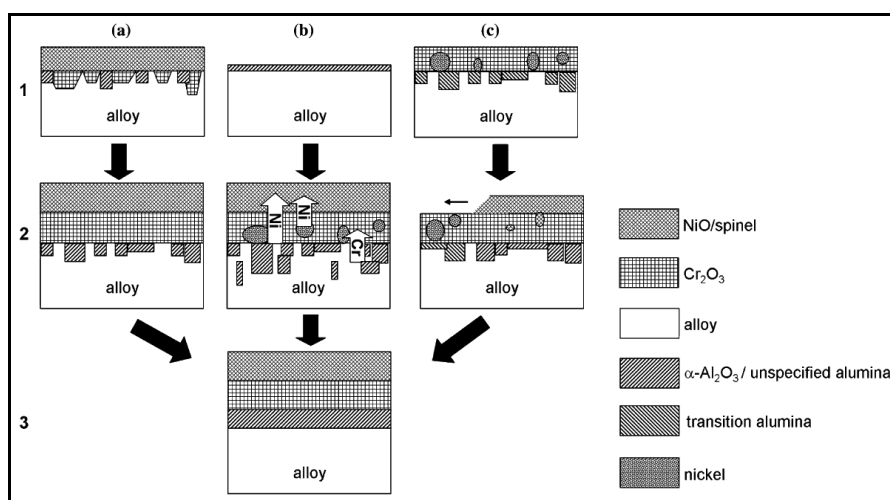 (a) (b) (c)
1
alloy alloy alloy
2
Ni Ni Cr
alloy alloy alloy
3
alloy
NiO/spinel
Cr2O3
alloy
α-Al2O3/ unspecified alumina
transition alumina
nickel